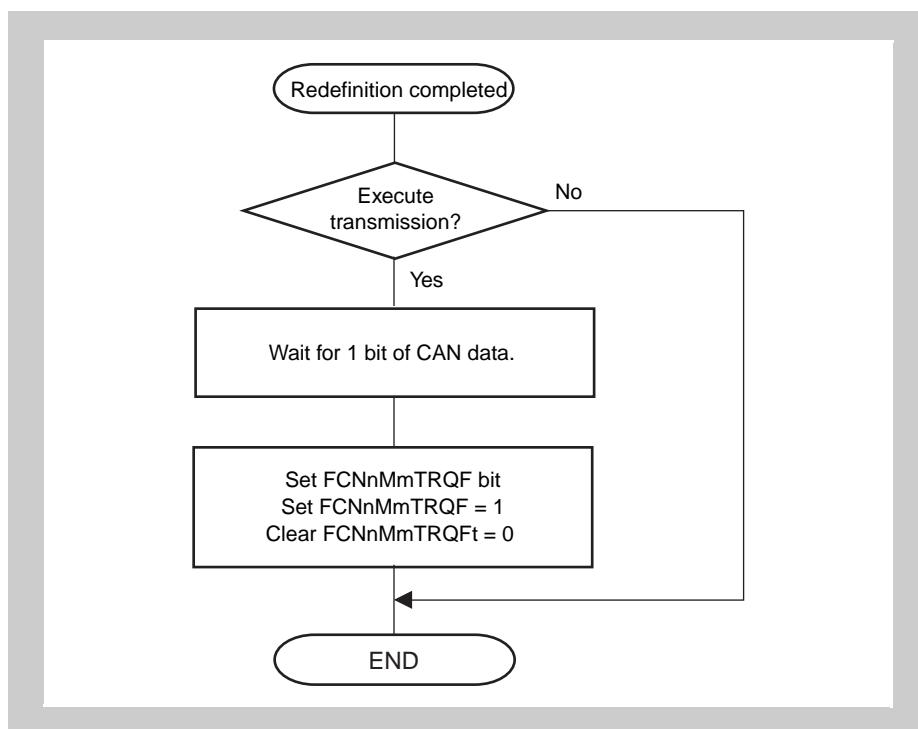 Redefinition completed
Execute
transmission?
No
Yes
Wait for 1 bit of CAN data.
Set FCNnMmTRQF bit
Set FCNnMmTRQF = 1
Clear FCNnMmTRQFt = 0
END